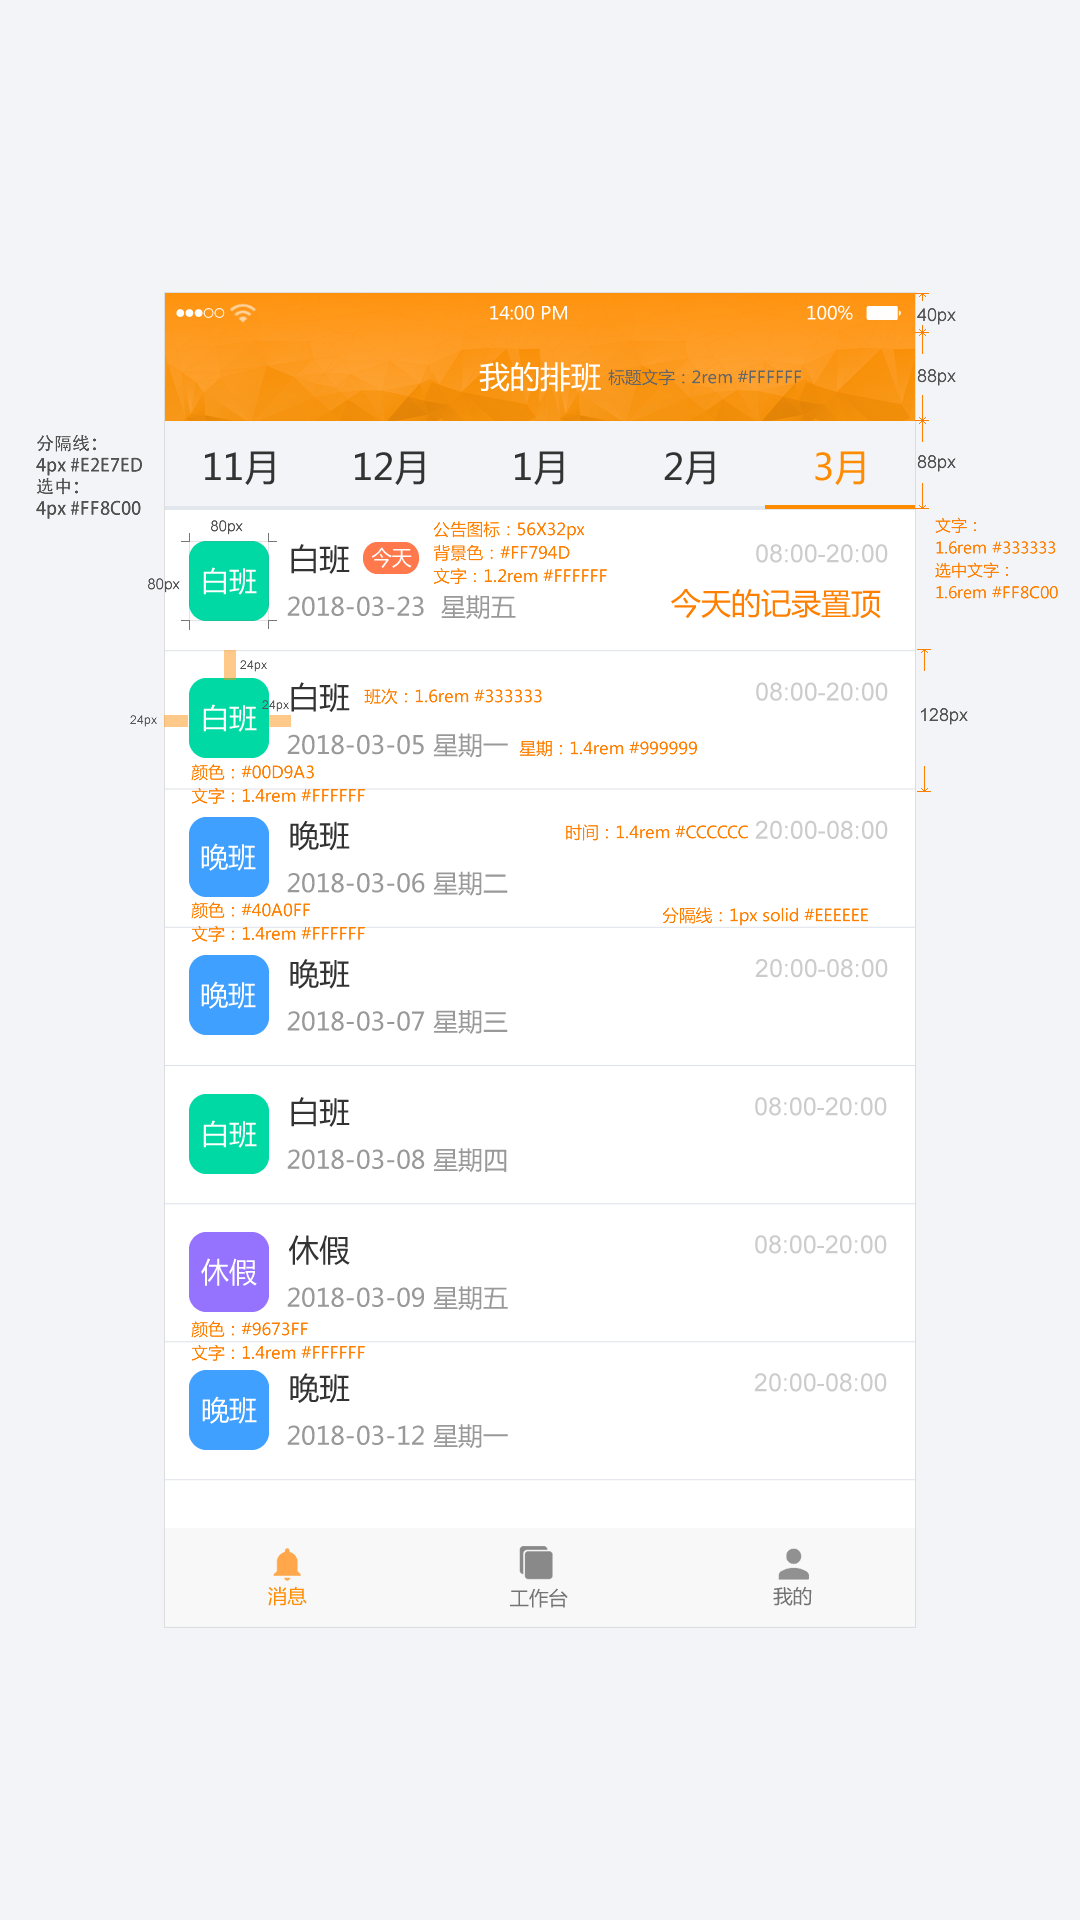 14:00 PM
100%
40px
我的排班 标题文字：2rem #FFFFFF
88px
分隔线：
4px #E2E7ED
选中：
4px #FF8C00
11月 12月 1月 2月 3月
88px
文字：
1.6rem #333333
选中文字：
1.6rem #FF8C00
80px
80px
白班
白班 今天
公告图标：56X32px
背景色：#FF794D
文字：1.2rem #FFFFFF
08:00-20:00
2018-03-23 星期五
今天的记录置顶
24px
24px
24px
128px
白班
白班 班次：1.6rem #333333
08:00-20:00
2018-03-05 星期一 星期：1.4rem #999999
颜色：#00D9A3
文字：1.4rem #FFFFFF
晚班
晚班
时间：1.4rem #CCCCCC 20:00-08:00
2018-03-06 星期二
颜色：#40A0FF
文字：1.4rem #FFFFFF
分隔线：1px solid #EEEEEE
晚班
晚班
20:00-08:00
2018-03-07 星期三
白班
白班
08:00-20:00
2018-03-08 星期四
休假
休假
08:00-20:00
2018-03-09 星期五
颜色：#9673FF
文字：1.4rem #FFFFFF
晚班
晚班
20:00-08:00
2018-03-12 星期一
消息 工作台 我的